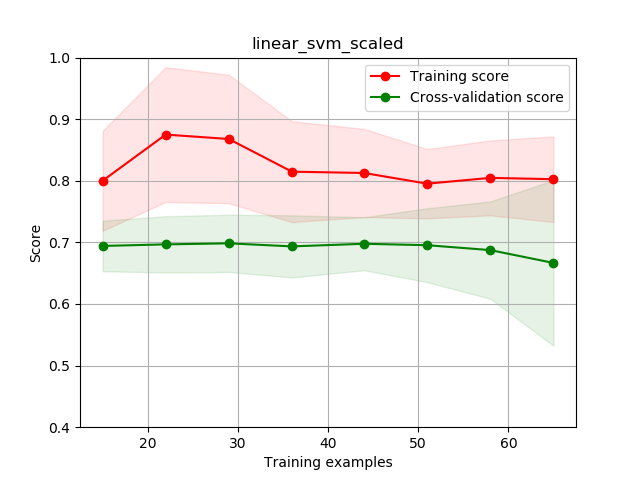 linear_svm_scaled
Training score
Cross-validation score
1.0
0.9
0.8
0.7
0.6
0.5
0.4
Score
20 30 40 50 60
Training examples